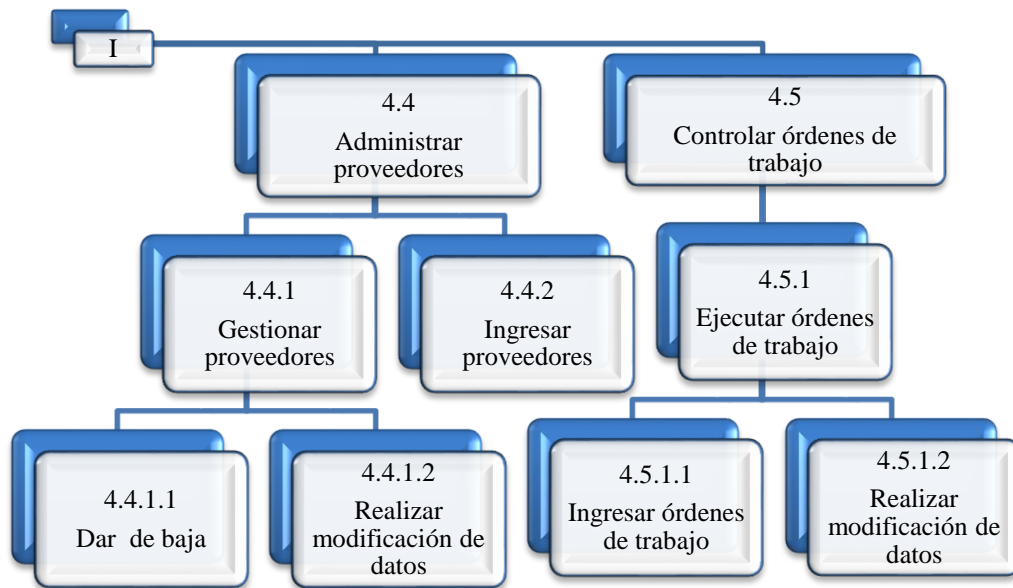 I
4.4
Administrar
proveedores
4.5
Controlar órdenes de
trabajo
4.4.1
Gestionar
proveedores
4.4.2
Ingresar
proveedores
4.5.1
Ejecutar órdenes
de trabajo
4.4.1.1
Dar de baja
4.4.1.2
Realizar
modificación de
datos
4.5.1.1
Ingresar órdenes
de trabajo
4.5.1.2
Realizar
modificación de
datos